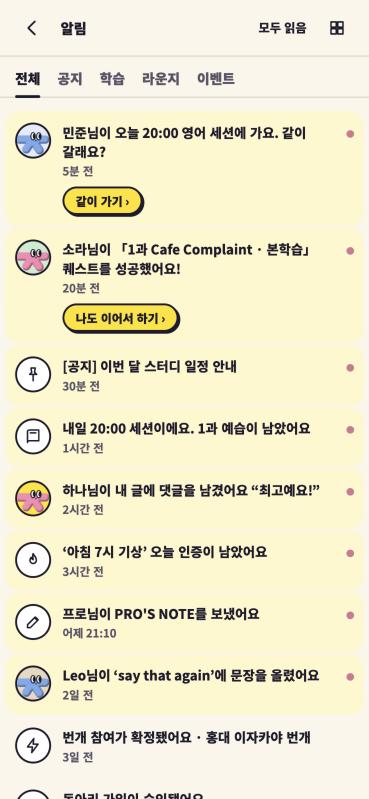 알림
모두 읽음
전체 공지 학습 라운지 이벤트
민준님이 오늘 20:00 영어 세션에 가요. 같이
갈래요?
5분 전
같이 가기 ›
소라님이 「1과 Cafe Complaint · 본학습」
퀘스트를 성공했어요!
20분 전
나도 이어서 하기 ›
[공지] 이번 달 스터디 일정 안내
30분 전
내일 20:00 세션이에요. 1과 예습이 남았어요
1시간 전
하나님이 내 글에 댓글을 남겼어요 “최고예요!”
2시간 전
‘아침 7시 기상’ 오늘 인증이 남았어요
3시간 전
프로님이 PRO'S NOTE를 보냈어요
어제 21:10
Leo님이 ‘say that again’에 문장을 올렸어요
2일 전
번개 참여가 확정됐어요 · 홍대 이자카야 번개
3일 전